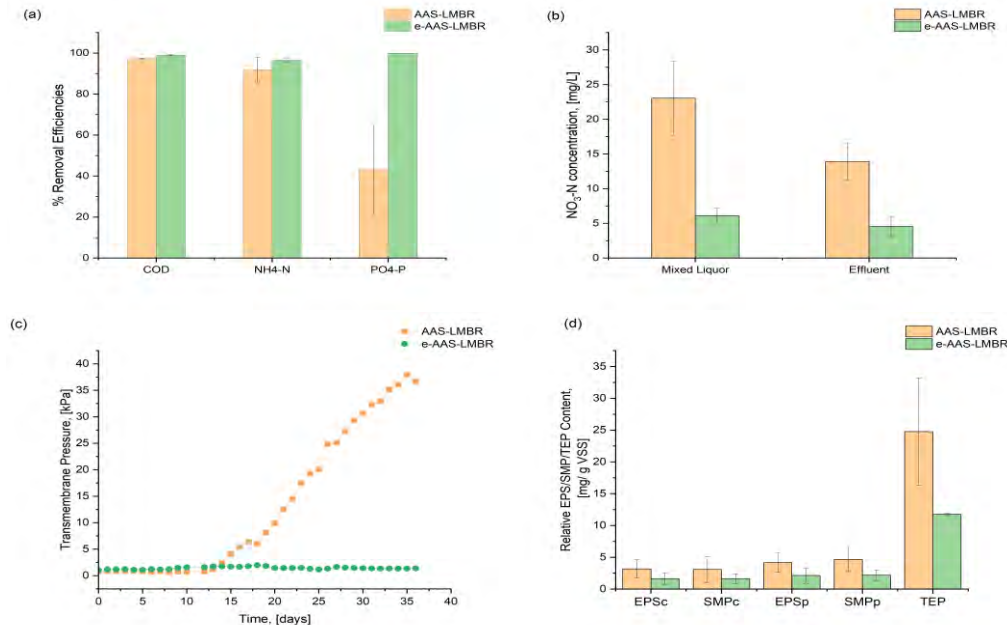 (a)
AAS-LMBR
e-AAS-LMBR
% Removal Efficiencies
100
80
60
40
20
0
COD NH4-N PO4-P
(b)
AAS-LMBR
e-AAS-LMBR
NO3-N concentration, [mg/L]
30
25
20
15
10
5
0
Mixed Liquor Effluent
(c)
AAS-LMBR
e-AAS-LMBR
Transmembrane Pressure, [kPa]
40
35
30
25
20
15
10
5
0
0 5 10 15 20 25 30 35 40
Time, [days]
(d)
AAS-LMBR
e-AAS-LMBR
Relative EPS/SMP/TEP Content,
[mg/ g VSS]
35
30
25
20
15
10
5
0
EPSc SMPc EPSp SMPp TEP